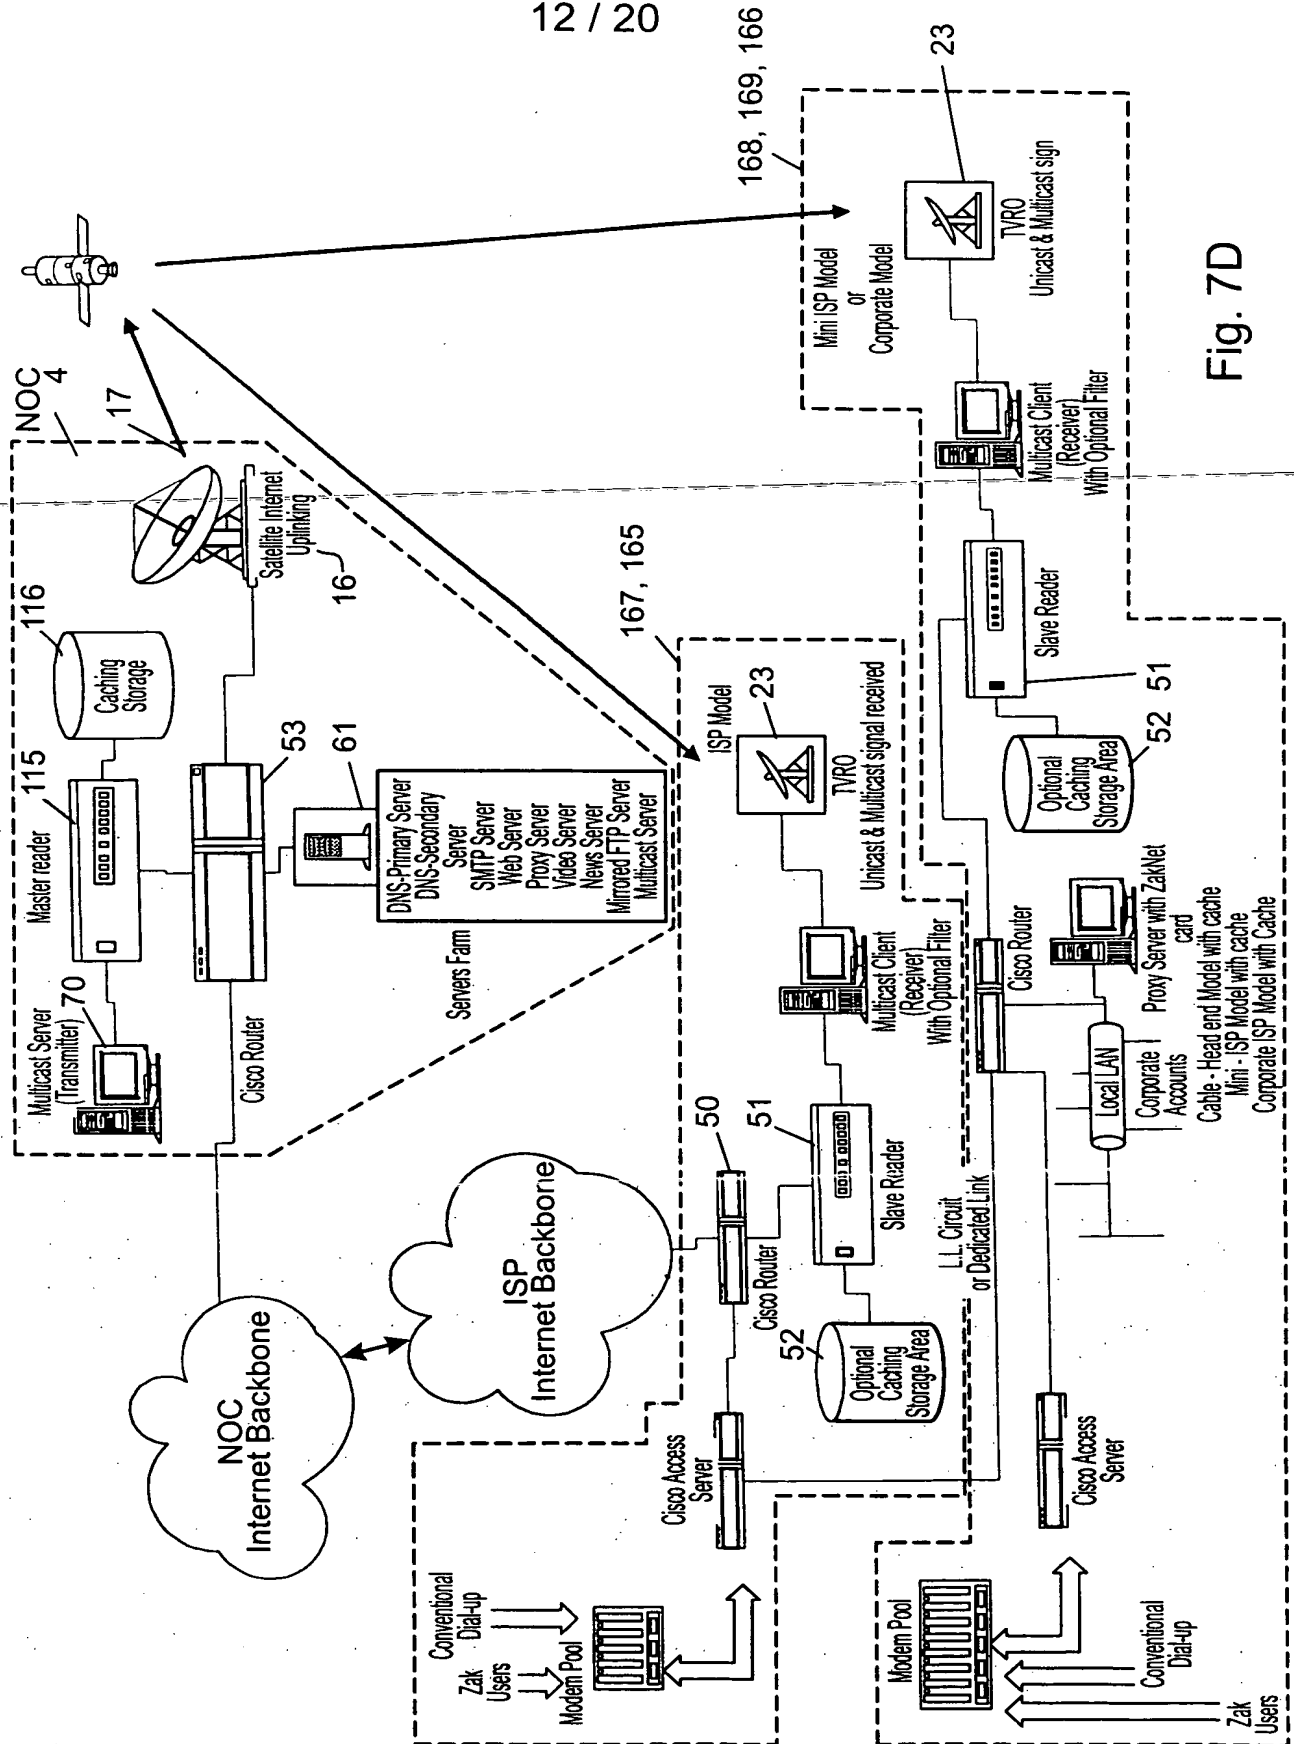 12 / 20
NOC
4
17
116
Caching
Storage
115
Master reader
Multicast Server
(Transmitter)
70
Satellite Internet
Uplinking
16
53
61
Cisco Router
DNS-Primary Server
DNS-Secondary
Server
SMTP Server
Web Server
Proxy Server
Video Server
News Server
Mirrored FTP Server
Multicast Server
Servers Farm
NOC
Internet Backbone
ISP
Internet Backbone
167, 165
ISP Model
23
TVRO
Unicast & Multicast signal received
Multicast Client
(Receiver)
With Optional Filter
50
51
Cisco Router
Slave Reader
52
Optional
Caching
Storage Area
Cisco Access
Server
Conventional
Dial-up
Zak
Users
Modem Pool
L.L. Circuit
or Dedicated Link
168, 169, 166
23
Mini ISP Model
or
Corporate Model
TVRO
Unicast & Multicast sign
Multicast Client
(Receiver)
With Optional Filter
Slave Reader
51
52
Optional
Caching
Storage Area
Cisco Router
Proxy Server with ZakNet
card
Cable - Head end Model with cache
Mini - ISP Model with cache
Corporate ISP Model with Cache
Local LAN
Corporate
Accounts
Cisco Access
Server
Modem Pool
Conventional
Dial-up
Zak
Users
Fig. 7D